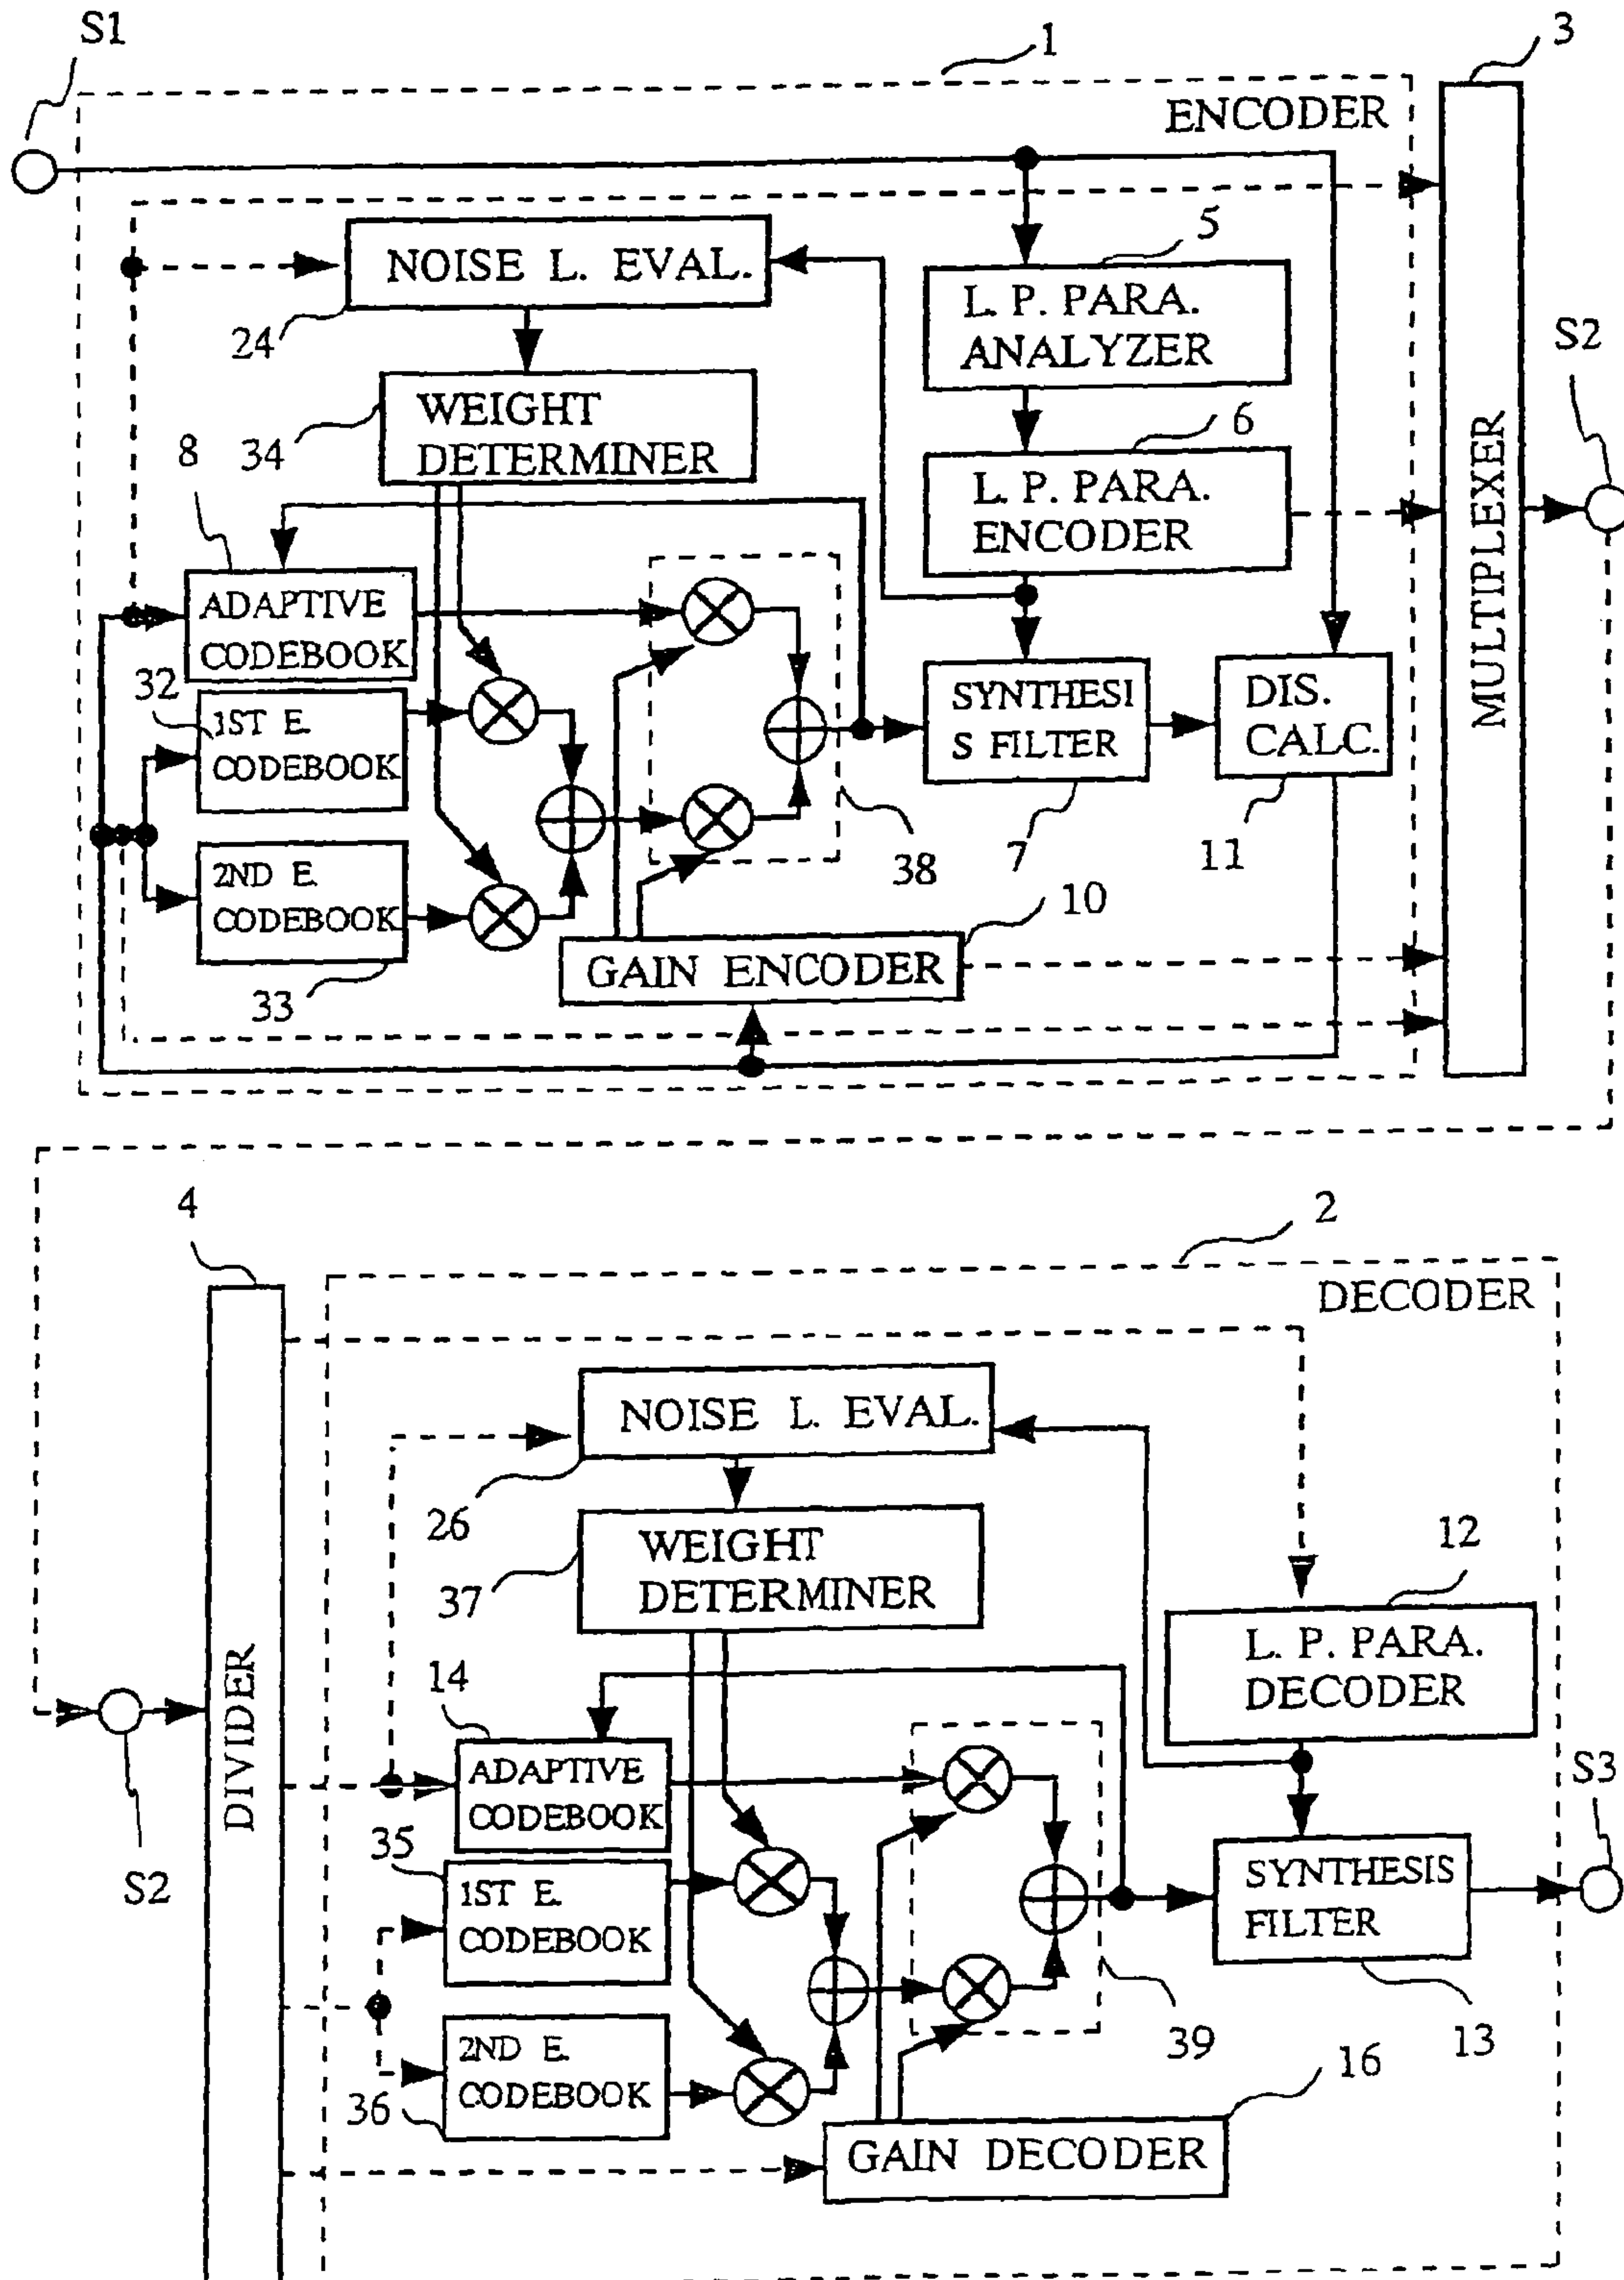 S1
1
3
ENCODER
NOISE L. EVAL.
24
5
L. P. PARA.
ANALYZER
S2
WEIGHT
DETERMINER
34
8
6
L. P. PARA.
ENCODER
MULTIPLEXER
ADAPTIVE
CODEBOOK
32
1ST E.
CODEBOOK
SYNTHESI
S FILTER
DIS.
CALC.
38
7
11
2ND E.
CODEBOOK
33
10
GAIN ENCODER
4
2
DECODER
NOISE L. EVAL.
26
WEIGHT
DETERMINER
37
12
L. P. PARA.
DECODER
DIVIDER
14
S2
ADAPTIVE
CODEBOOK
35
1ST E.
CODEBOOK
S3
SYNTHESIS
FILTER
39
13
2ND E.
CODEBOOK
36
16
GAIN DECODER